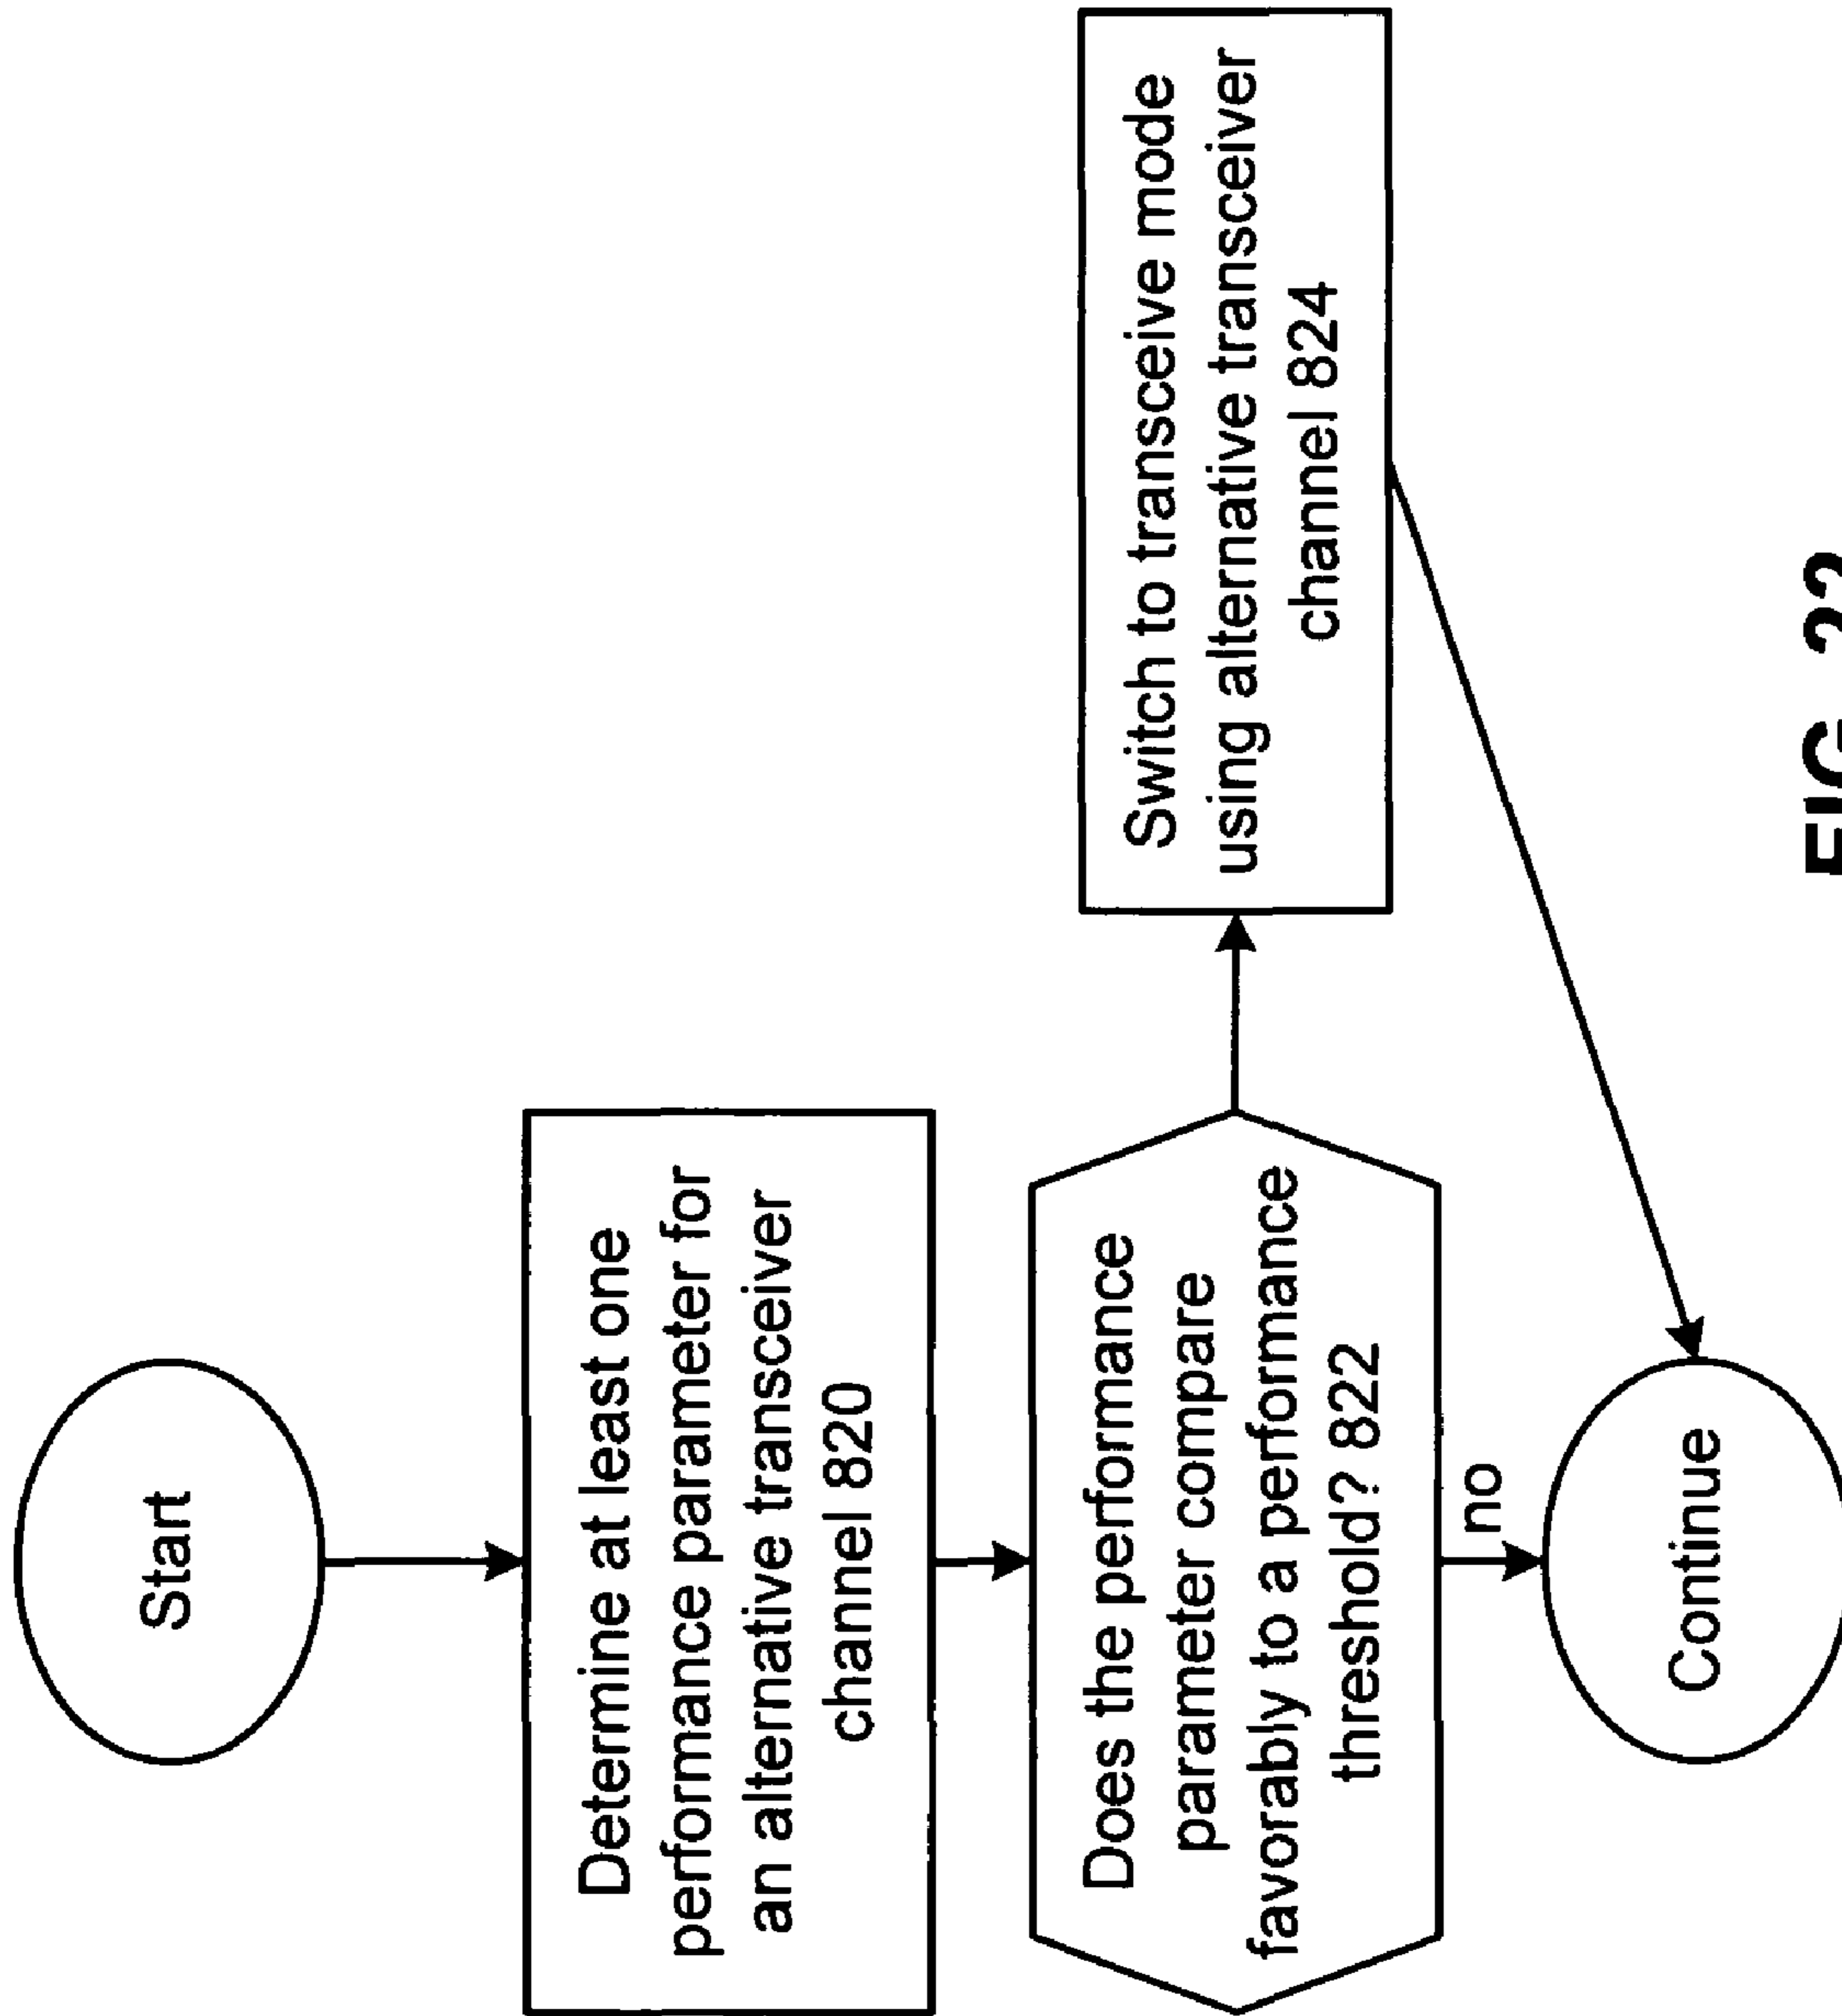 Start
Determine at least one
performance parameter for
an alternative transceiver
channel 820
Does the performance
parameter compare
favorably to a performance
threshold? 822
Switch to transceive mode
using alternative transceiver
channel 824
no
Continue
FIG